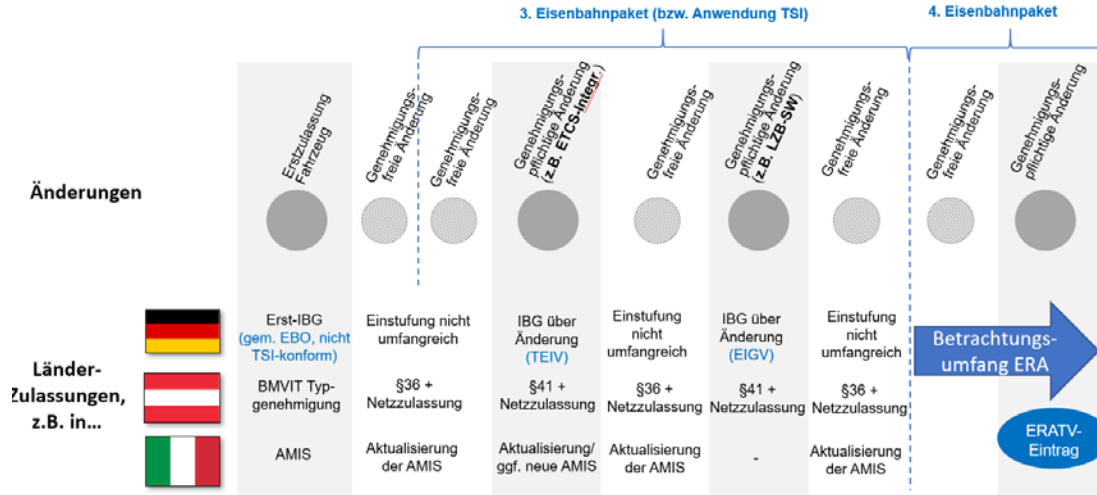 3. Eisenbahnpaket (bzw. Anwendung TSI)
4. Eisenbahnpaket
Erstzulassung
Fahrzeug
Genehmigungs-
freie Änderung
Genehmigungs-
freie Änderung
Genehmigungs-
pflichtige Änderung
(z.B. ETCS-Integr.)
Genehmigungs-
freie Änderung
Genehmigungs-
pflichtige Änderung
(z.B. LZB-SW)
Genehmigungs-
freie Änderung
Genehmigungs-
freie Änderung
Genehmigungs-
pflichtige Änderung
Änderungen
Länder-
Zulassungen,
z.B. in...
Erst-IBG
(gem. EBO, nicht
TSI-konform)
Einstufung nicht
umfangreich
IBG über
Änderung
(TEIV)
Einstufung
nicht
umfangreich
IBG über
Änderung
(EIGV)
Einstufung
nicht
umfangreich
Betrachtungs-
umfang ERA
BMVIT Typ-
genehmigung
§36 +
Netzzulassung
§41 +
Netzzulassung
§36 +
Netzzulassung
§41 +
Netzzulassung
§36 +
Netzzulassung
AMIS
Aktualisierung
der AMIS
Aktualisierung/
ggf. neue AMIS
Aktualisierung
der AMIS
-
Aktualisierung
der AMIS
ERATV-
Eintrag